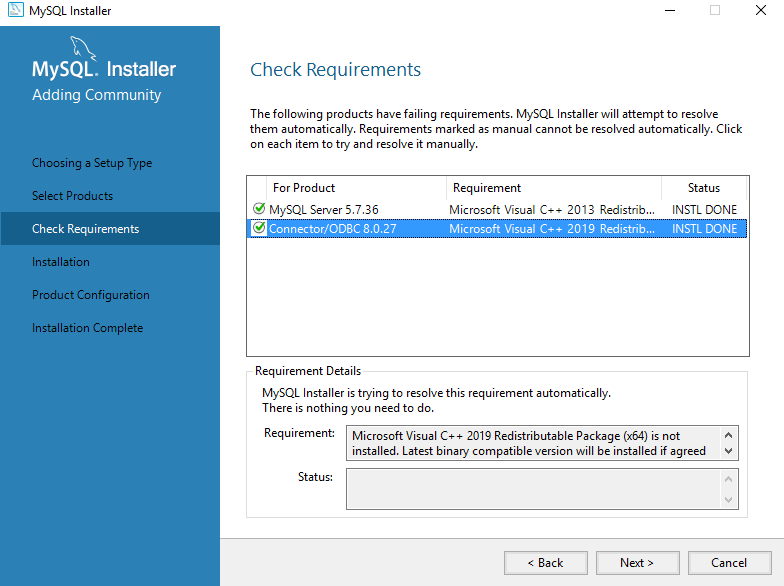 MySQL Installer
MySQL. Installer
Adding Community
Choosing a Setup Type
Select Products
Check Requirements
Installation
Product Configuration
Installation Complete
Check Requirements
The following products have failing requirements. MySQL Installer will attempt to resolve
them automatically. Requirements marked as manual cannot be resolved automatically. Click
on each item to try and resolve it manually.
For Product Requirement Status
MySQL Server 5.7.36 Microsoft Visual C++ 2013 Redistrib... INSTL DONE
Connector/ODBC 8.0.27 Microsoft Visual C++ 2019 Redistrib... INSTL DONE
Requirement Details
MySQL Installer is trying to resolve this requirement automatically.
There is nothing you need to do.
Requirement: Microsoft Visual C++ 2019 Redistributable Package (x64) is not
installed. Latest binary compatible version will be installed if agreed
Status:
< Back Next > Cancel